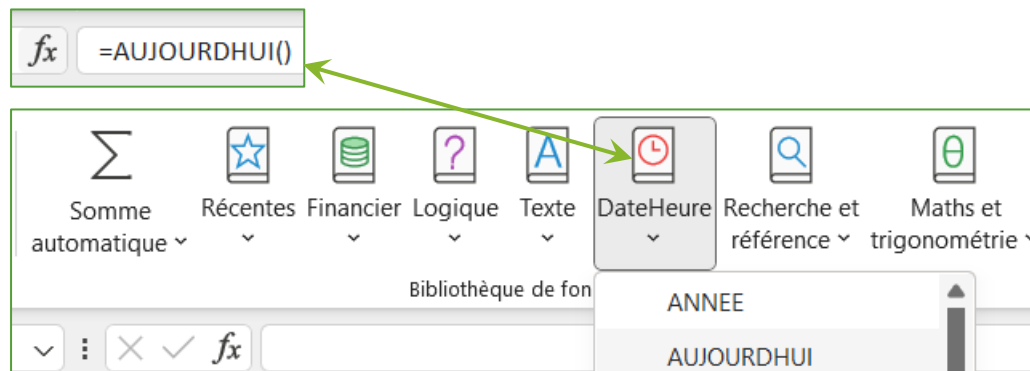 fx =AUJOURDHUI()
Somme automatique
Récentes
Financier
Logique
Texte
DateHeure
Recherche et référence
Maths et trigonométrie
Bibliothèque de fon
ANNEE
fx
AUJOURDHUI